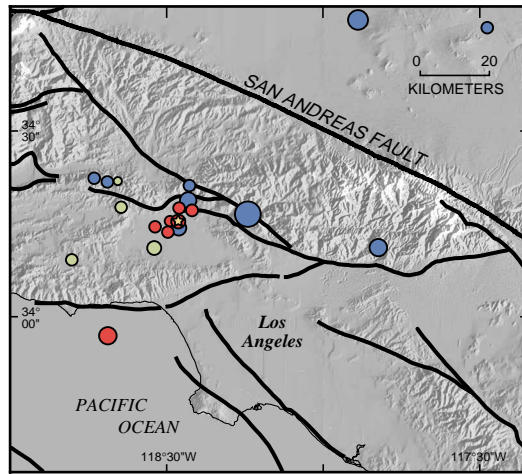 0 20
KILOMETERS
SAN ANDREAS FAULT
34
30'
34
00'
Los
Angeles
PACIFIC
OCEAN
118°30"W
117°30"W